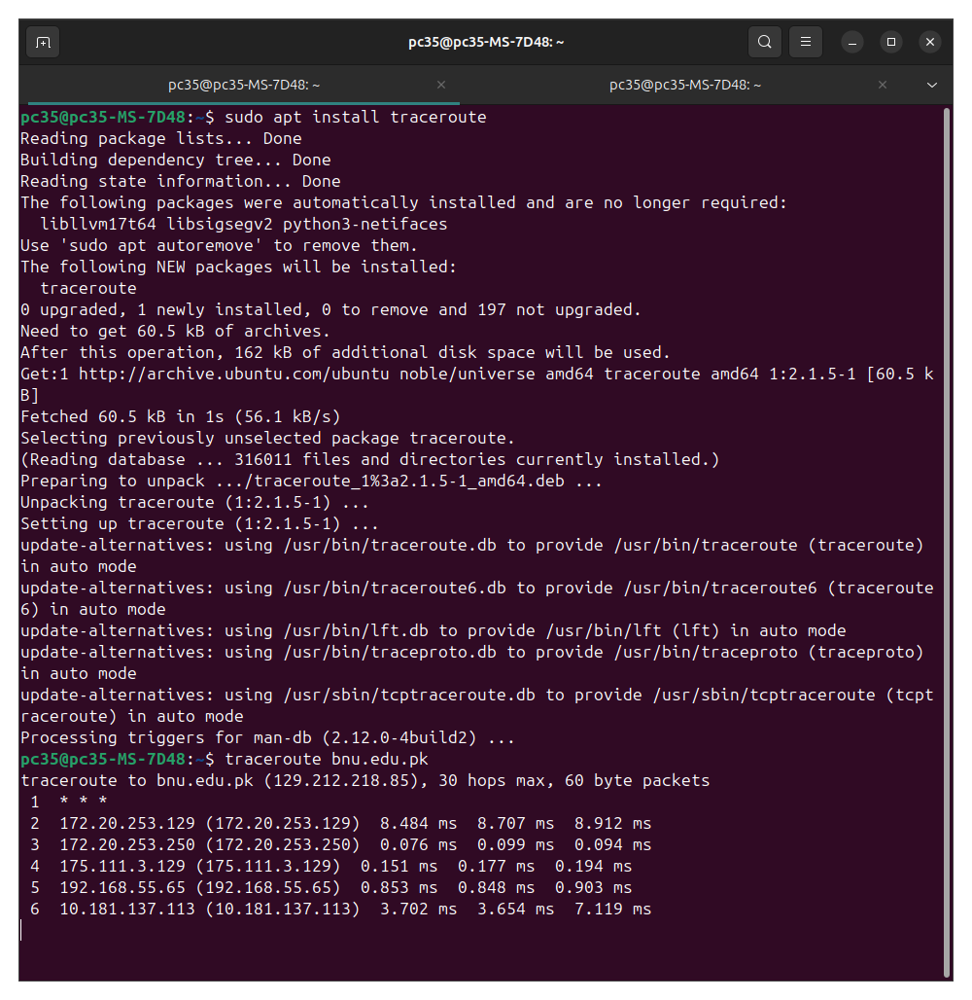 pc35@pc35-MS-7D48: ~
pc35@pc35-MS-7D48: ~
pc35@pc35-MS-7D48: ~
pc35@pc35-MS-7D48:~$ sudo apt install traceroute
Reading package lists... Done
Building dependency tree... Done
Reading state information... Done
The following packages were automatically installed and are no longer required:
  libllvm17t64 libsigsegv2 python3-netifaces
Use 'sudo apt autoremove' to remove them.
The following NEW packages will be installed:
  traceroute
0 upgraded, 1 newly installed, 0 to remove and 197 not upgraded.
Need to get 60.5 kB of archives.
After this operation, 162 kB of additional disk space will be used.
Get:1 http://archive.ubuntu.com/ubuntu noble/universe amd64 traceroute amd64 1:2.1.5-1 [60.5 k
B]
Fetched 60.5 kB in 1s (56.1 kB/s)
Selecting previously unselected package traceroute.
(Reading database ... 316011 files and directories currently installed.)
Preparing to unpack .../traceroute_1%3a2.1.5-1_amd64.deb ...
Unpacking traceroute (1:2.1.5-1) ...
Setting up traceroute (1:2.1.5-1) ...
update-alternatives: using /usr/bin/traceroute.db to provide /usr/bin/traceroute (traceroute)
in auto mode
update-alternatives: using /usr/bin/traceroute6.db to provide /usr/bin/traceroute6 (traceroute
6) in auto mode
update-alternatives: using /usr/bin/lft.db to provide /usr/bin/lft (lft) in auto mode
update-alternatives: using /usr/bin/traceproto.db to provide /usr/bin/traceproto (traceproto)
in auto mode
update-alternatives: using /usr/sbin/tcptraceroute.db to provide /usr/sbin/tcptraceroute (tcpt
raceroute) in auto mode
Processing triggers for man-db (2.12.0-4build2) ...
pc35@pc35-MS-7D48:~$ traceroute bnu.edu.pk
traceroute to bnu.edu.pk (129.212.218.85), 30 hops max, 60 byte packets
 1  * * *
 2  172.20.253.129 (172.20.253.129)  8.484 ms  8.707 ms  8.912 ms
 3  172.20.253.250 (172.20.253.250)  0.076 ms  0.099 ms  0.094 ms
 4  175.111.3.129 (175.111.3.129)  0.151 ms  0.177 ms  0.194 ms
 5  192.168.55.65 (192.168.55.65)  0.853 ms  0.848 ms  0.903 ms
 6  10.181.137.113 (10.181.137.113)  3.702 ms  3.654 ms  7.119 ms